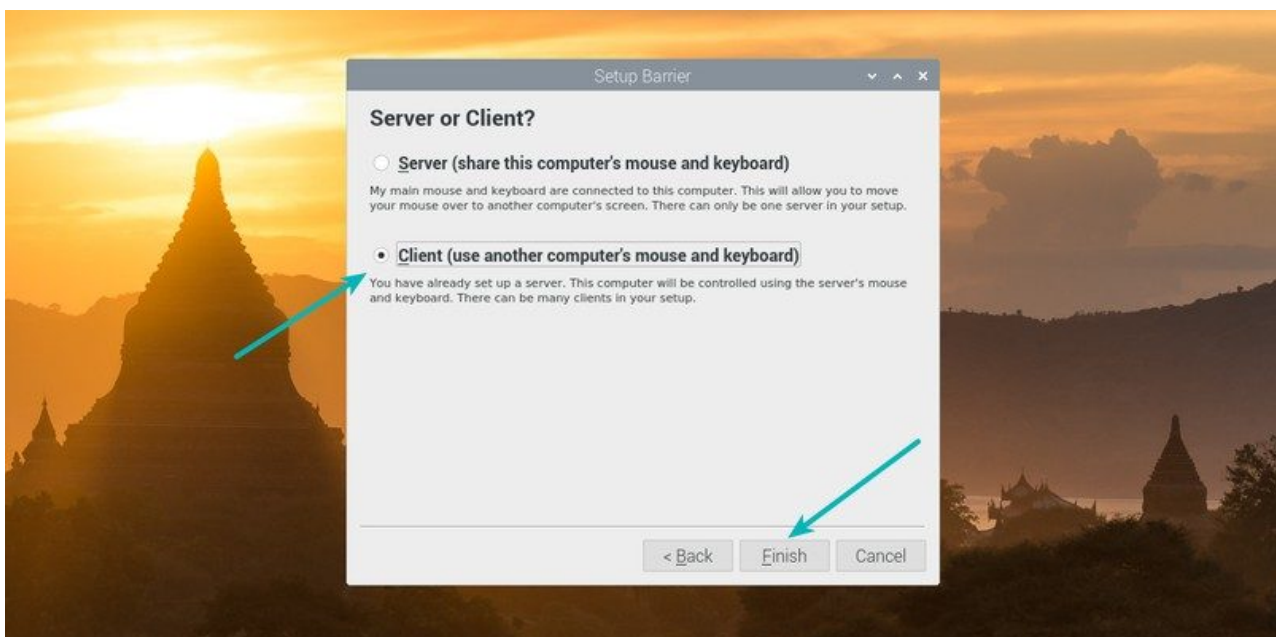 Setup Barrier
Server or Client?
Server (share this computer's mouse and keyboard)
My main mouse and keyboard are connected to this computer. This will allow you to move
your mouse over to another computer's screen. There can only be one server in your setup.
Client (use another computer's mouse and keyboard)
You have already set up a server. This computer will be controlled using the server's mouse
and keyboard. There can be many clients in your setup.
< Back Finish Cancel